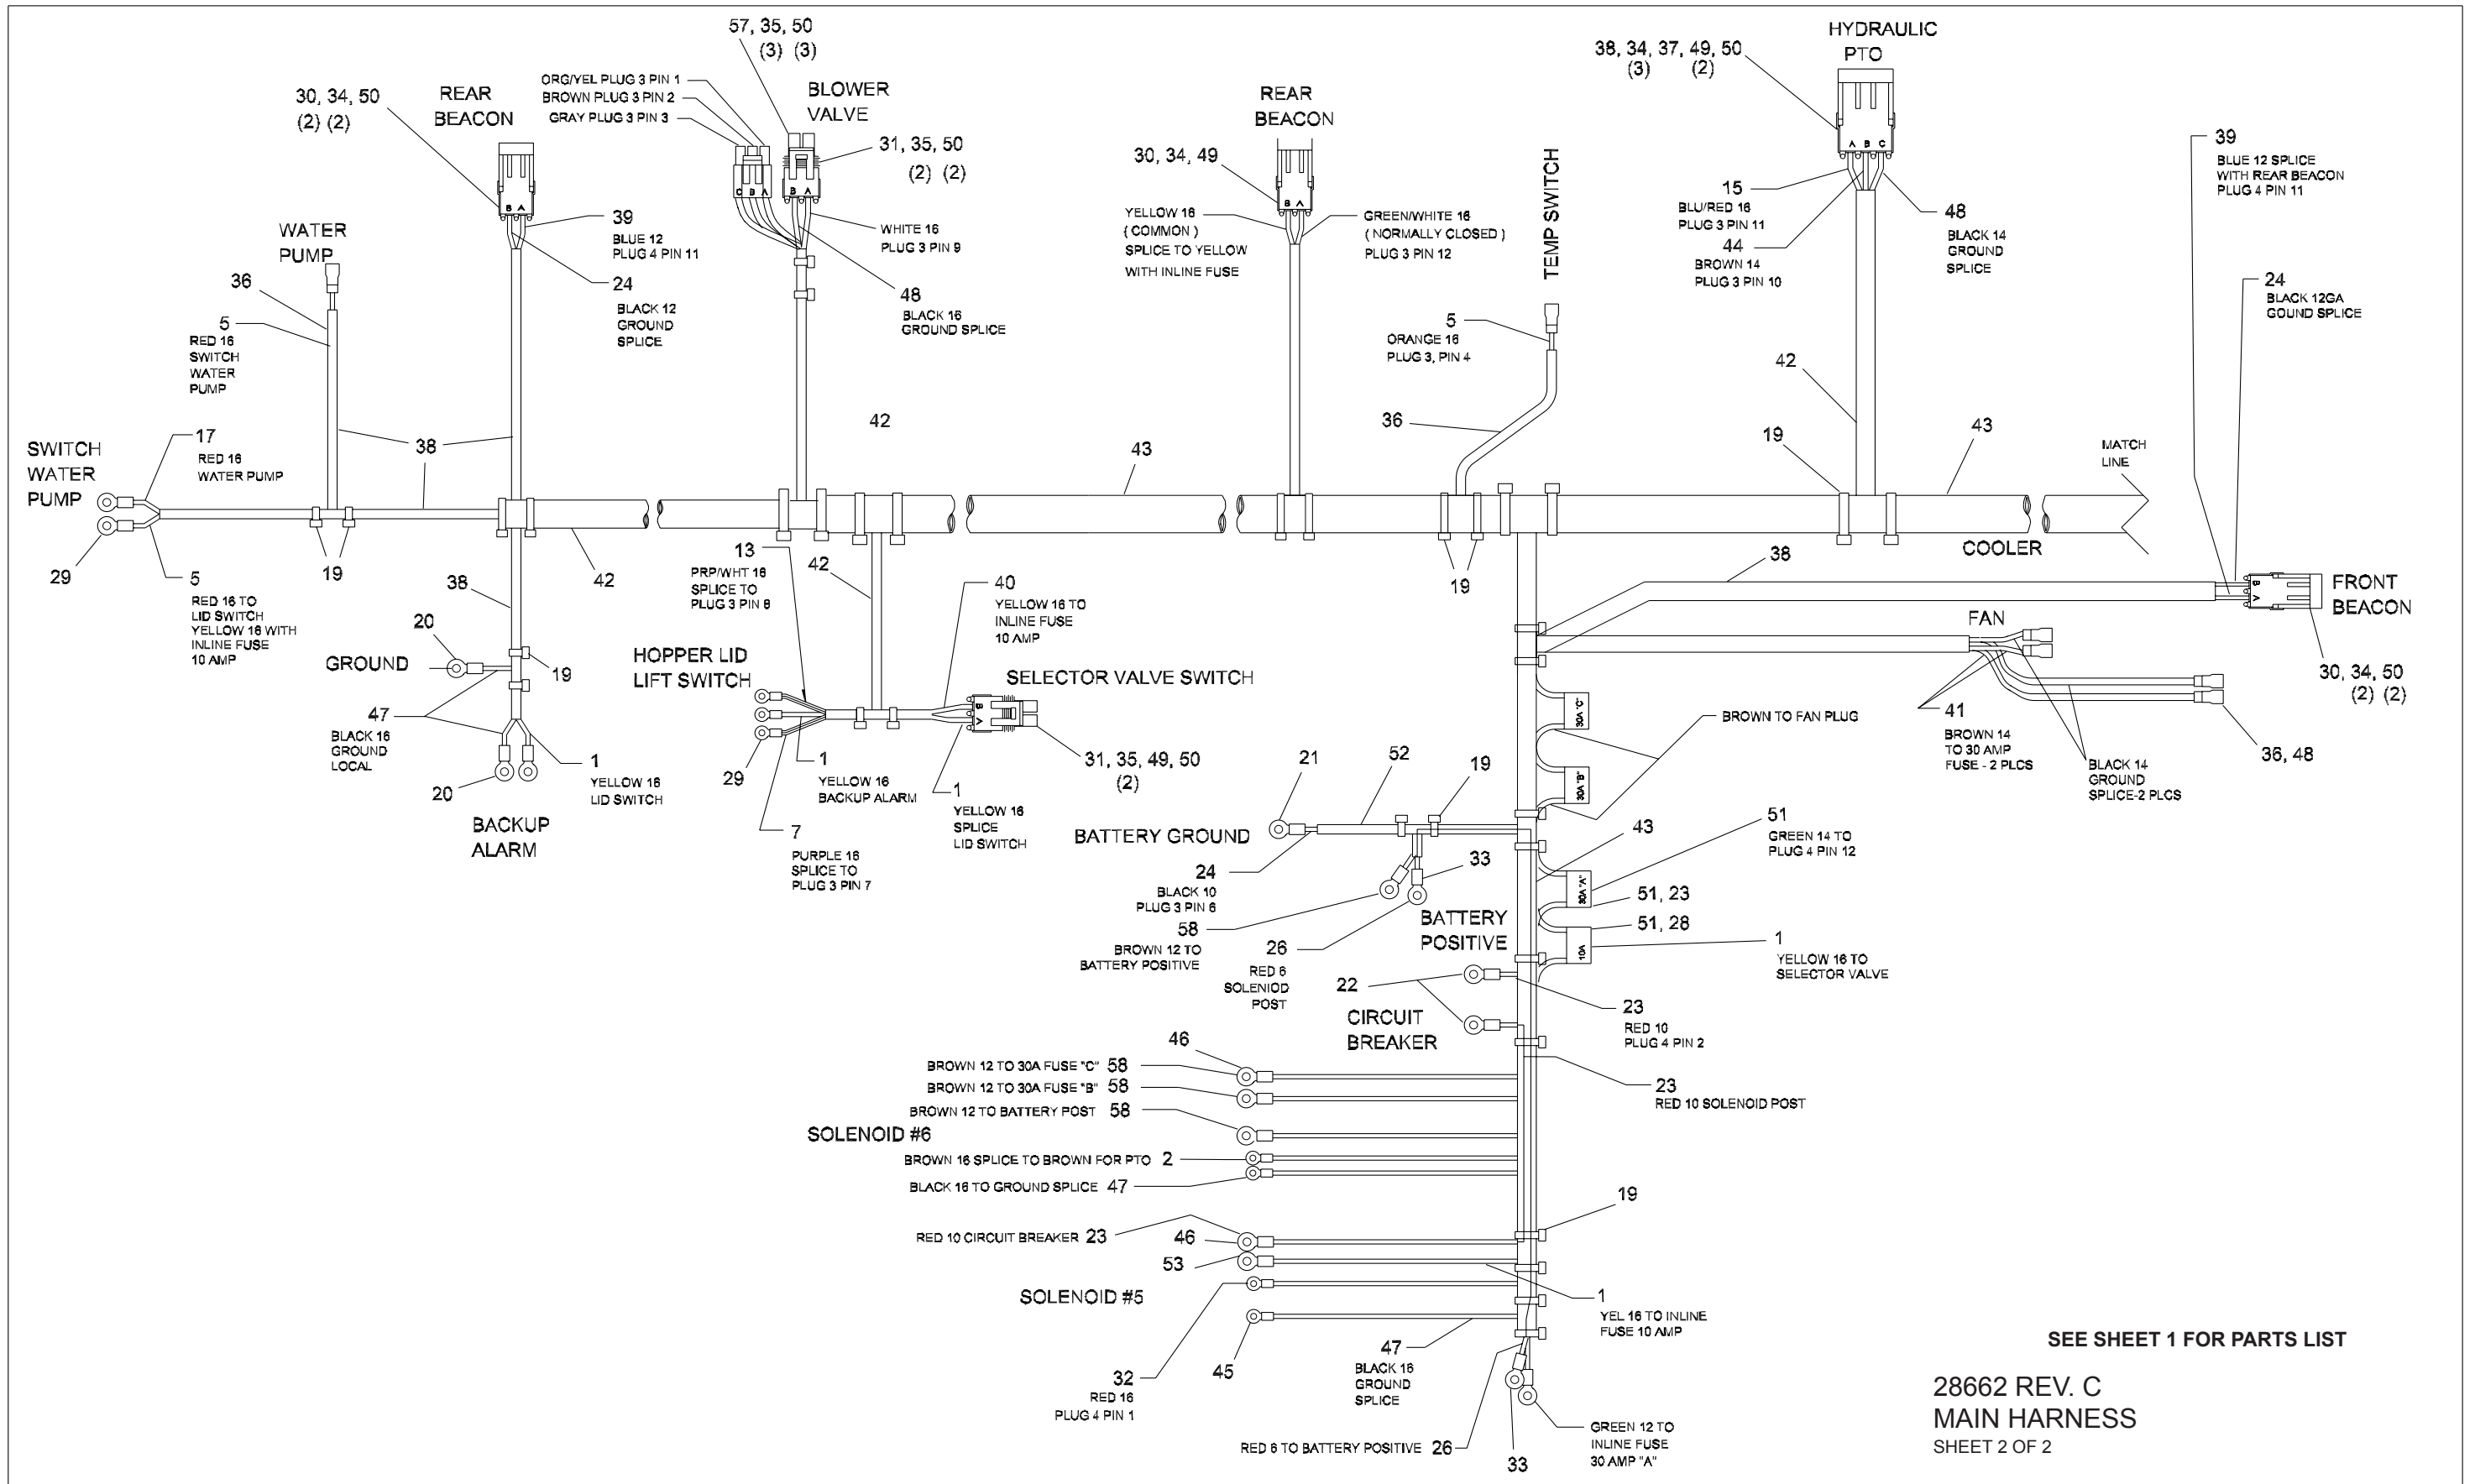 57, 35, 50
(3) (3)
ORG/YEL PLUG 3 PIN 1
BROWN PLUG 3 PIN 2
GRAY PLUG 3 PIN 3
BLOWER
VALVE
30, 34, 50
(2) (2)
REAR
BEACON
31, 35, 50
(2) (2)
C B A
B A
B A
39
BLUE 12
PLUG 4 PIN 11
WHITE 16
PLUG 3 PIN 9
24
BLACK 12
GROUND
SPLICE
48
BLACK 16
GROUND SPLICE
WATER
PUMP
36
5
RED 16
SWITCH
WATER
PUMP
REAR
BEACON
30, 34, 49
B A
YELLOW 16
( COMMON )
SPLICE TO YELLOW
WITH INLINE FUSE
GREEN/WHITE 16
( NORMALLY CLOSED )
PLUG 3 PIN 12
TEMP SWITCH
5
ORANGE 16
PLUG 3, PIN 4
36
38, 34, 37, 49, 50
(3) (2)
HYDRAULIC
PTO
A B C
15
BLU/RED 16
PLUG 3 PIN 11
44
BROWN 14
PLUG 3 PIN 10
48
BLACK 14
GROUND
SPLICE
39
BLUE 12 SPLICE
WITH REAR BEACON
PLUG 4 PIN 11
24
BLACK 12GA
GOUND SPLICE
42
19
43
MATCH
LINE
SWITCH
WATER
PUMP
17
RED 16
WATER PUMP
38
42
43
29
5
RED 16 TO
LID SWITCH
YELLOW 16 WITH
INLINE FUSE
10 AMP
19
38
42
20
GROUND
19
47
BLACK 16
GROUND
LOCAL
20
1
YELLOW 16
LID SWITCH
BACKUP
ALARM
13
PRP/WHT 16
SPLICE TO
PLUG 3 PIN 8
42
40
YELLOW 16 TO
INLINE FUSE
10 AMP
HOPPER LID
LIFT SWITCH
SELECTOR VALVE SWITCH
B
A
31, 35, 49, 50
(2)
29
1
YELLOW 16
BACKUP ALARM
1
YELLOW 16
SPLICE
LID SWITCH
7
PURPLE 16
SPLICE TO
PLUG 3 PIN 7
19
COOLER
38
B
A
FRONT
BEACON
FAN
30, 34, 50
(2) (2)
30A "C"
BROWN TO FAN PLUG
41
BROWN 14
TO 30 AMP
FUSE - 2 PLCS
BLACK 14
GROUND
SPLICE-2 PLCS
36, 48
30A "B"
21
52
19
BATTERY GROUND
43
51
GREEN 14 TO
PLUG 4 PIN 12
24
BLACK 10
PLUG 3 PIN 6
33
30A "A"
51, 23
58
BROWN 12 TO
BATTERY POSITIVE
26
RED 6
SOLENIOD
POST
BATTERY
POSITIVE
51, 28
10A
1
YELLOW 16 TO
SELECTOR VALVE
22
CIRCUIT
BREAKER
23
RED 10
PLUG 4 PIN 2
46
BROWN 12 TO 30A FUSE "C" 58
BROWN 12 TO 30A FUSE "B" 58
BROWN 12 TO BATTERY POST 58
SOLENOID #6
BROWN 16 SPLICE TO BROWN FOR PTO 2
BLACK 16 TO GROUND SPLICE 47
23
RED 10 SOLENOID POST
19
RED 10 CIRCUIT BREAKER 23
46
53
SOLENOID #5
32
RED 16
PLUG 4 PIN 1
45
47
BLACK 16
GROUND
SPLICE
1
YEL 16 TO INLINE
FUSE 10 AMP
RED 6 TO BATTERY POSITIVE 26
33
GREEN 12 TO
INLINE FUSE
30 AMP "A"
SEE SHEET 1 FOR PARTS LIST
28662 REV. C
MAIN HARNESS
SHEET 2 OF 2